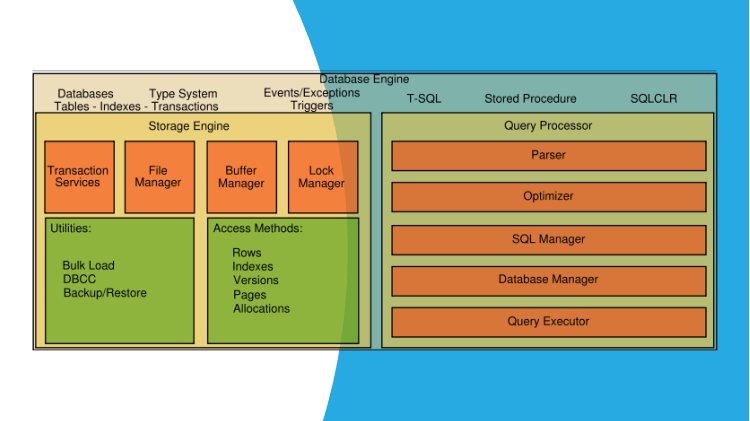 Database Engine
Databases Type System Events/Exceptions T-SQL Stored Procedure SQLCLR
Tables - Indexes - Transactions Triggers
Storage Engine
Transaction
Services
File
Manager
Buffer
Manager
Lock
Manager
Utilities:
Bulk Load
DBCC
Backup/Restore
Access Methods:
Rows
Indexes
Versions
Pages
Allocations
Query Processor
Parser
Optimizer
SQL Manager
Database Manager
Query Executor